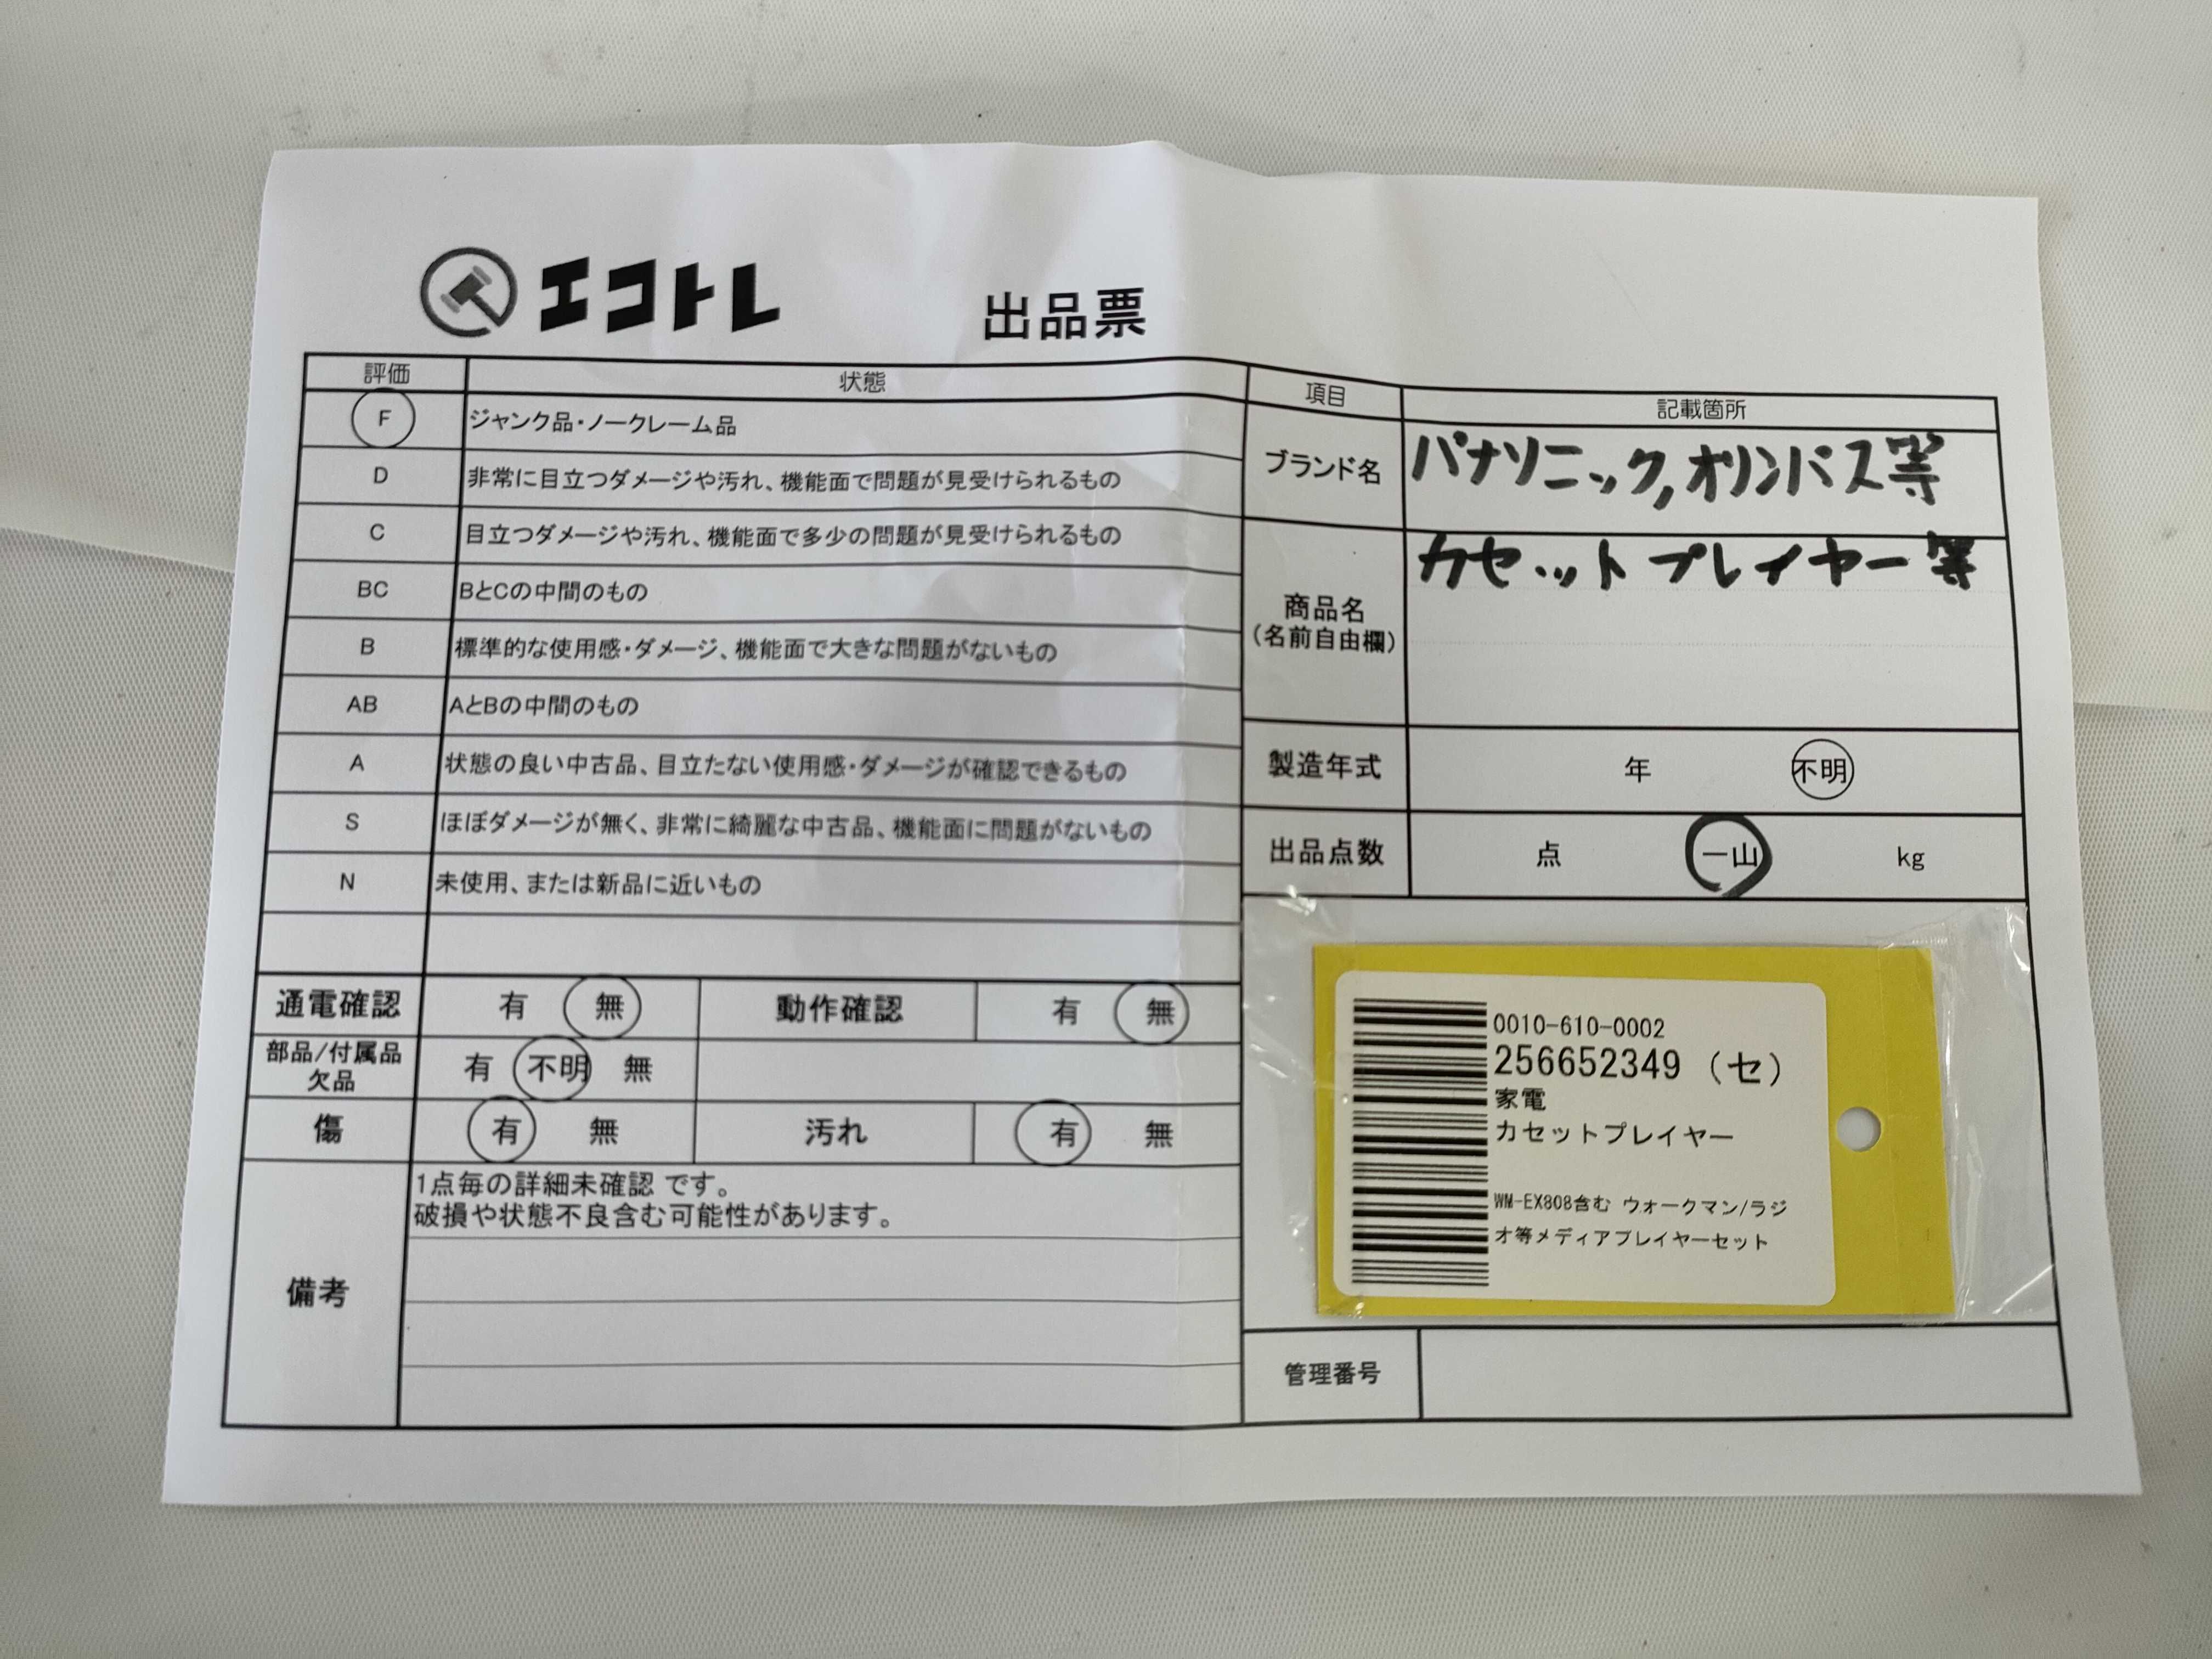 エコトレ
出品票
評価 状態
F ジャンク品・ノークレーム品
D 非常に目立つダメージや汚れ、機能面で問題が見受けられるもの
C 目立つダメージや汚れ、機能面で多少の問題が見受けられるもの
BC BとCの中間のもの
B 標準的な使用感・ダメージ、機能面で大きな問題がないもの
AB AとBの中間のもの
A 状態の良い中古品、目立たない使用感・ダメージが確認できるもの
S ほぼダメージが無く、非常に綺麗な中古品、機能面に問題がないもの
N 未使用、または新品に近いもの
通電確認 有 無 動作確認 有 無
部品/付属品
欠品
有 不明 無
傷 有 無 汚れ 有 無
備考
1点毎の詳細未確認 です。
破損や状態不良含む可能性があります。
項目 記載箇所
ブランド名 パナソニック,オリンパス等
商品名
(名前自由欄)
カセットプレイヤー等
製造年式 年 不明
出品点数 点 一山 kg
0010-610-0002
256652349 (セ)
家電
カセットプレイヤー
WM-EX808含む ウォークマン/ラジ
オ等メディアプレイヤーセット
管理番号